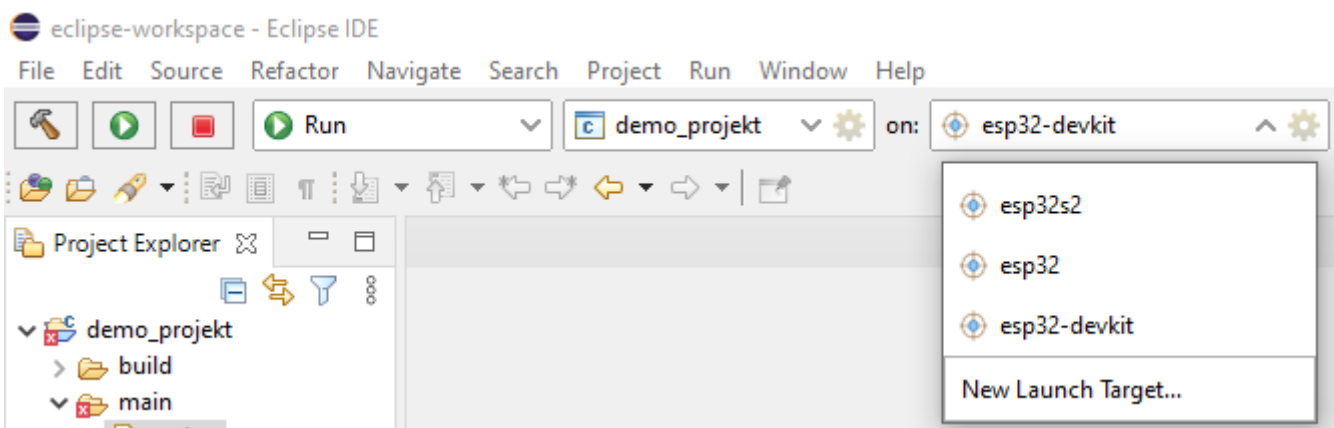 eclipse-workspace - Eclipse IDE
File Edit Source Refactor Navigate Search Project Run Window Help
Run demo_projekt on: esp32-devkit
Project Explorer
esp32s2
esp32
esp32-devkit
New Launch Target...
demo_projekt
build
main